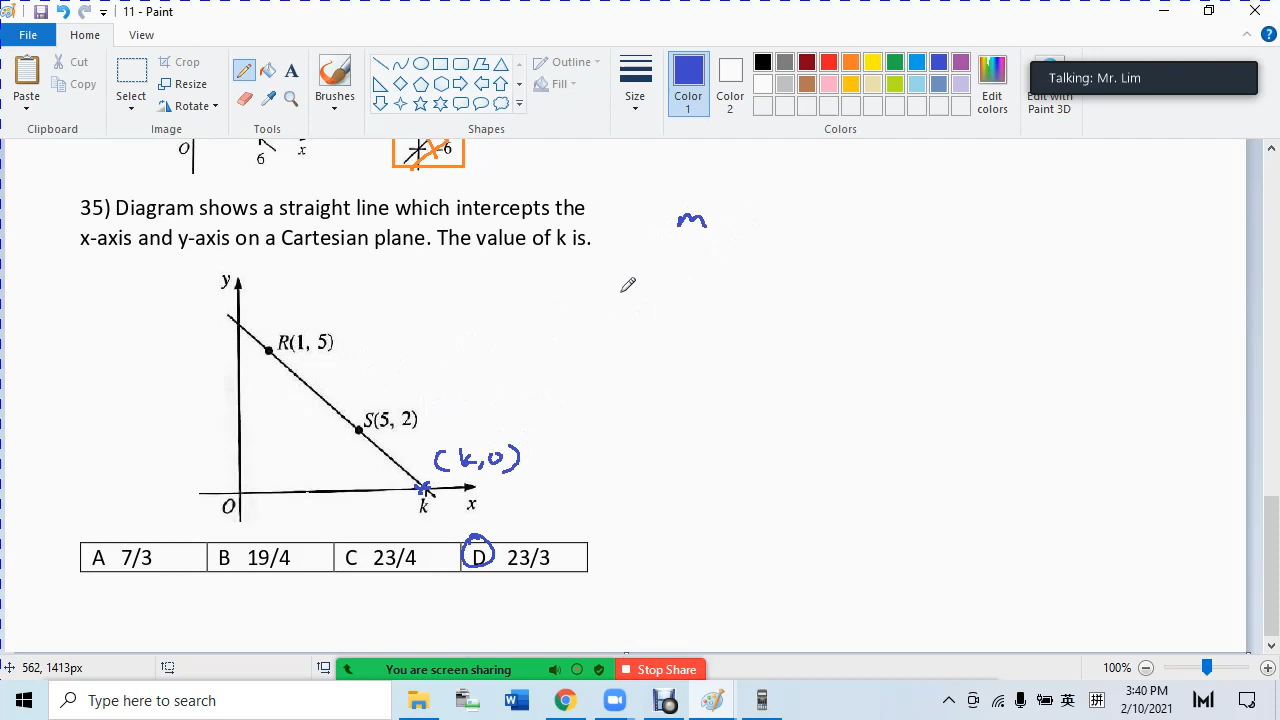 11 - Paint
File Home View
Paste Cut Copy Clipboard
Select Crop Resize Rotate Image
A Tools
Brushes
Outline Fill Shapes
Size
Color 1 Color 2 Edit colors Edit with Paint 3D Colors
Talking: Mr. Lim
O 6 x -6
35) Diagram shows a straight line which intercepts the
x-axis and y-axis on a Cartesian plane. The value of k is.
m
y
R(1, 5)
S(5, 2)
(k,0)
O k x
A 7/3 B 19/4 C 23/4 D 23/3
562, 1413px You are screen sharing Stop Share 100%
Type here to search
英 拼 3:40 PM
2/10/2021